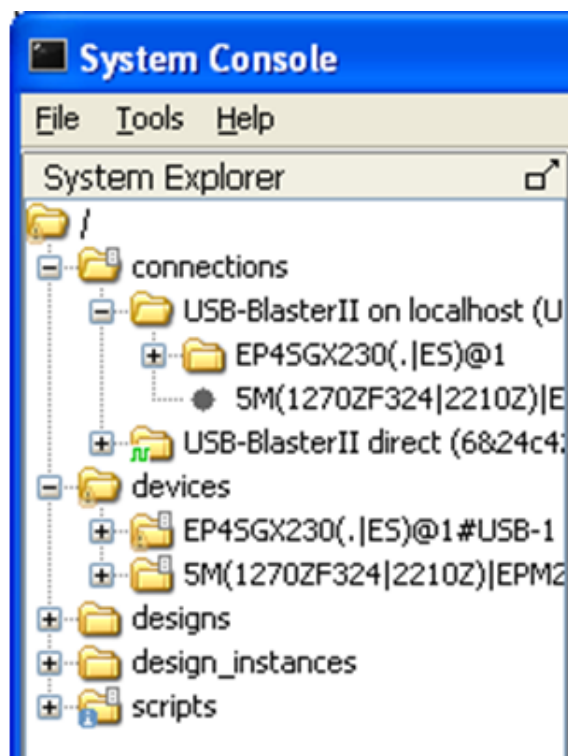 System Console
File Tools Help
System Explorer
/
connections
USB-BlasterII on localhost (U
EP4SGX230(.|ES)@1
5M(1270ZF324|2210Z)|E
USB-BlasterII direct (6&24c42
devices
EP4SGX230(.|ES)@1#USB-1
5M(1270ZF324|2210Z)|EPM2
designs
design_instances
scripts